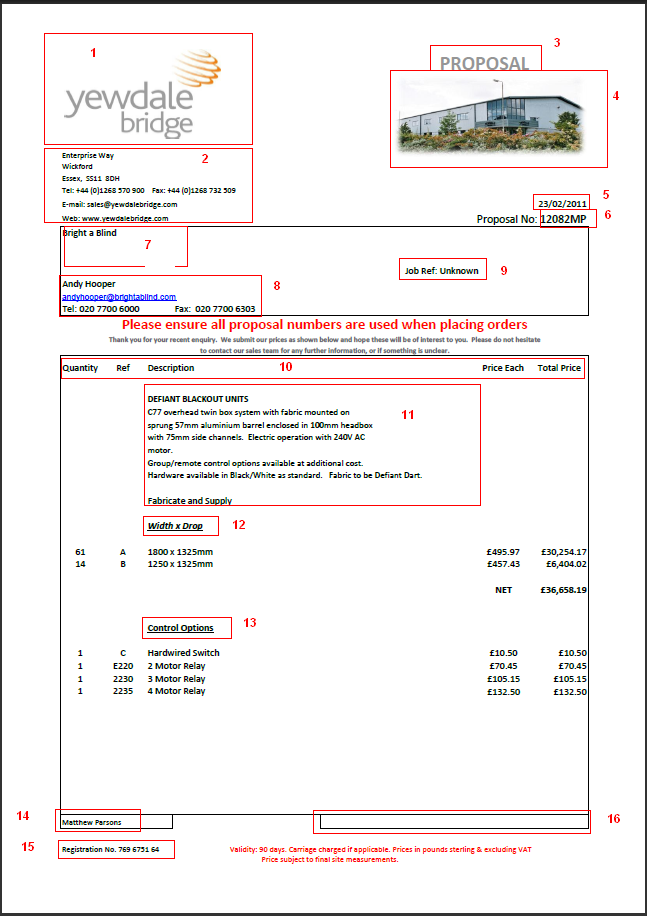 1
yewdale
bridge
3
PROPOSAL
4
2
Enterprise Way
Wickford
Essex, SS11 8DH
Tel: +44 (0)1268 570 900 Fax: +44 (0)1268 732 509
E-mail: sales@yewdalebridge.com
Web: www.yewdalebridge.com
5
23/02/2011
Proposal No: 12082MP 6
Bright a Blind
7
Job Ref: Unknown 9
Andy Hooper 8
andyhooper@brightablind.com
Tel: 020 7700 6000 Fax: 020 7700 6303
Please ensure all proposal numbers are used when placing orders
Thank you for your recent enquiry. We submit our prices as shown below and hope these will be of interest to you. Please do not hesitate
to contact our sales team for any further information, or if something is unclear.
Quantity Ref Description 10 Price Each Total Price
DEFIANT BLACKOUT UNITS
C77 overhead twin box system with fabric mounted on 11
sprung 57mm aluminium barrel enclosed in 100mm headbox
with 75mm side channels. Electric operation with 240V AC
motor.
Group/remote control options available at additional cost.
Hardware available in Black/White as standard. Fabric to be Defiant Dart.
Fabricate and Supply
Width x Drop 12
61 A 1800 x 1325mm £495.97 £30,254.17
14 B 1250 x 1325mm £457.43 £6,404.02
NET £36,658.19
Control Options 13
1 C Hardwired Switch £10.50 £10.50
1 E220 2 Motor Relay £70.45 £70.45
1 2230 3 Motor Relay £105.15 £105.15
1 2235 4 Motor Relay £132.50 £132.50
14 Matthew Parsons 16
15 Registration No. 769 6751 64 Validity: 90 days. Carriage charged if applicable. Prices in pounds sterling & excluding VAT
Price subject to final site measurements.